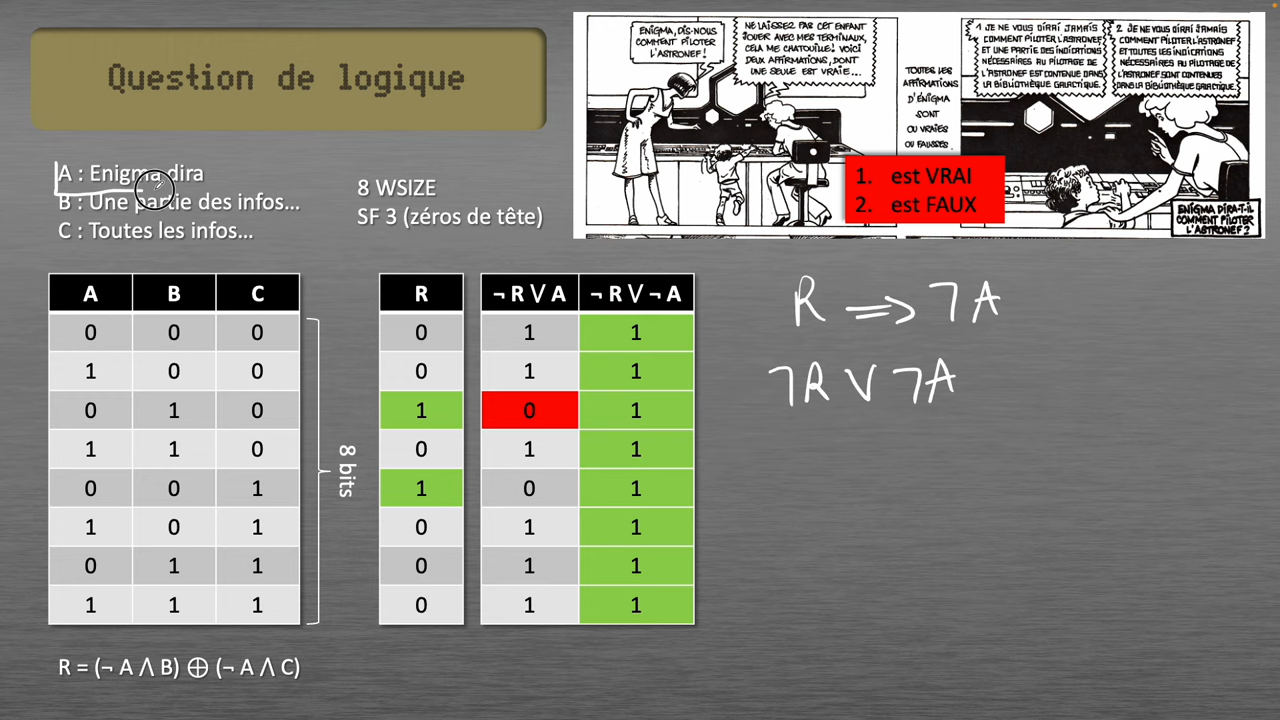 Question de logique
A : Enigma dira
B : Une partie des infos...
C : Toutes les infos...
8 WSIZE
SF 3 (zéros de tête)
ENIGMA, DIS-NOUS
COMMENT PILOTER
L'ASTRONEF !
NE LAISSEZ PAS CET ENFANT
JOUER AVEC MES TERMINAUX,
CELA ME CHATOUILLE! VOICI
DEUX AFFIRMATIONS, DONT
UNE SEULE EST VRAIE...
TOUTES LES
AFFIRMATIONS
D'ÉNIGMA
SONT
OU VRAIES
OU FAUSSES.
1 JE NE VOUS DIRAI JAMAIS
COMMENT PILOTER L'ASTRONEF
ET UNE PARTIE DES INDICATIONS
NÉCESSAIRES AU PILOTAGE DE
L'ASTRONEF EST CONTENUE DANS
LA BIBLIOTHÈQUE GALACTIQUE.
2 JE NE VOUS DIRAI JAMAIS
COMMENT PILOTER L'ASTRONEF
ET TOUTES LES INDICATIONS
NÉCESSAIRES AU PILOTAGE DE
L'ASTRONEF SONT CONTENUES
DANS LA BIBLIOTHÈQUE GALACTIQUE.
1. est VRAI
2. est FAUX
ENIGMA DIRA-T-IL
COMMENT PILOTER
L'ASTRONEF ?
A B C R ¬ R ∨ A ¬ R ∨ ¬ A
0 0 0 0 1 1
1 0 0 0 1 1
0 1 0 1 0 1
1 1 0 0 1 1
0 0 1 1 0 1
1 0 1 0 1 1
0 1 1 0 1 1
1 1 1 0 1 1
8 bits
R ⇒ ¬A
¬R ∨ ¬A
R = (¬ A ∧ B) ⊕ (¬ A ∧ C)